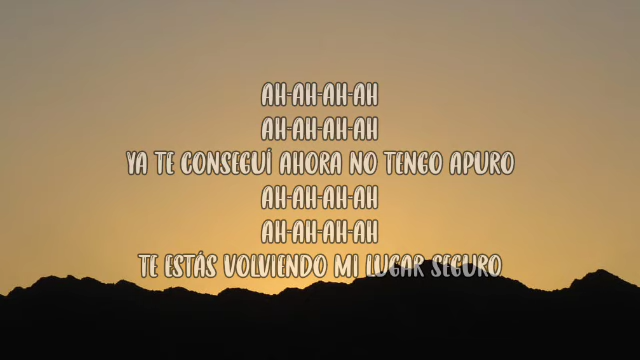 AH-AH-AH-AH
AH-AH-AH-AH
YA TE CONSEGUÍ AHORA NO TENGO APURO
AH-AH-AH-AH
AH-AH-AH-AH
TE ESTÁS VOLVIENDO MI LUGAR SEGURO